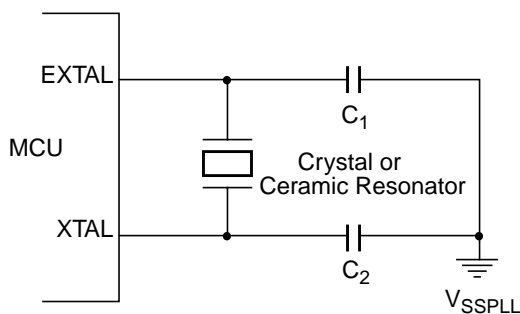 EXTAL
C1
MCU
Crystal or
Ceramic Resonator
XTAL
C2
VSSPLL